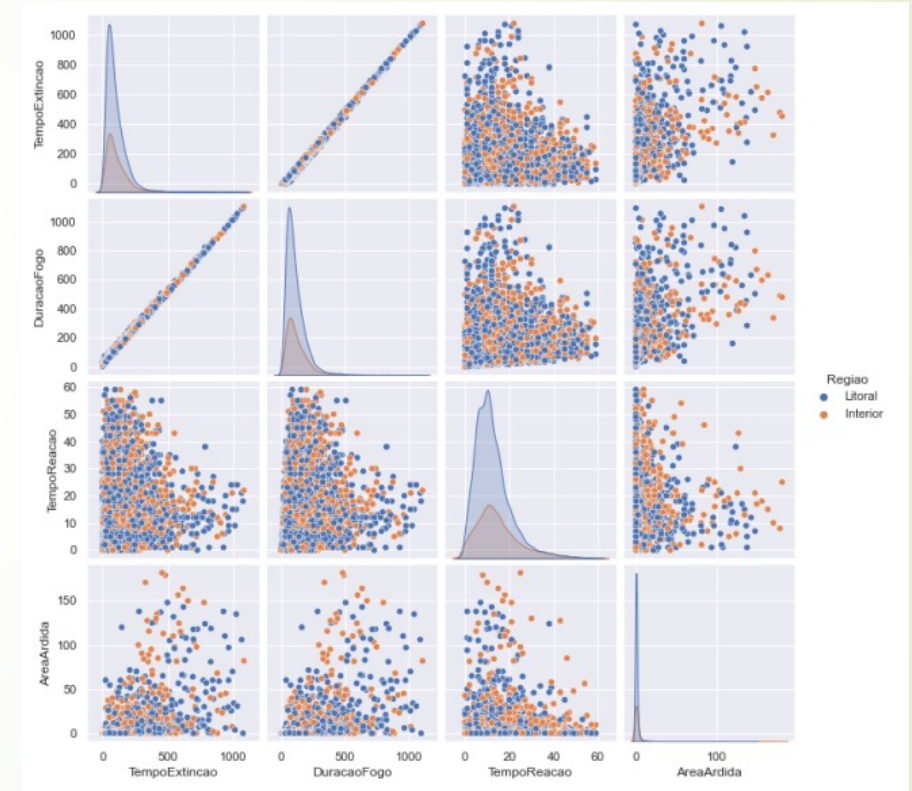 TempoExtincao
1000
800
600
400
200
0
DuracaoFogo
1000
800
600
400
200
0
TempoReacao
60
50
40
30
20
10
0
AreaArdida
150
100
50
0
0 500 1000
TempoExtincao
0 500 1000
DuracaoFogo
0 20 40 60
TempoReacao
0 100
AreaArdida
Regiao
Litoral
Interior